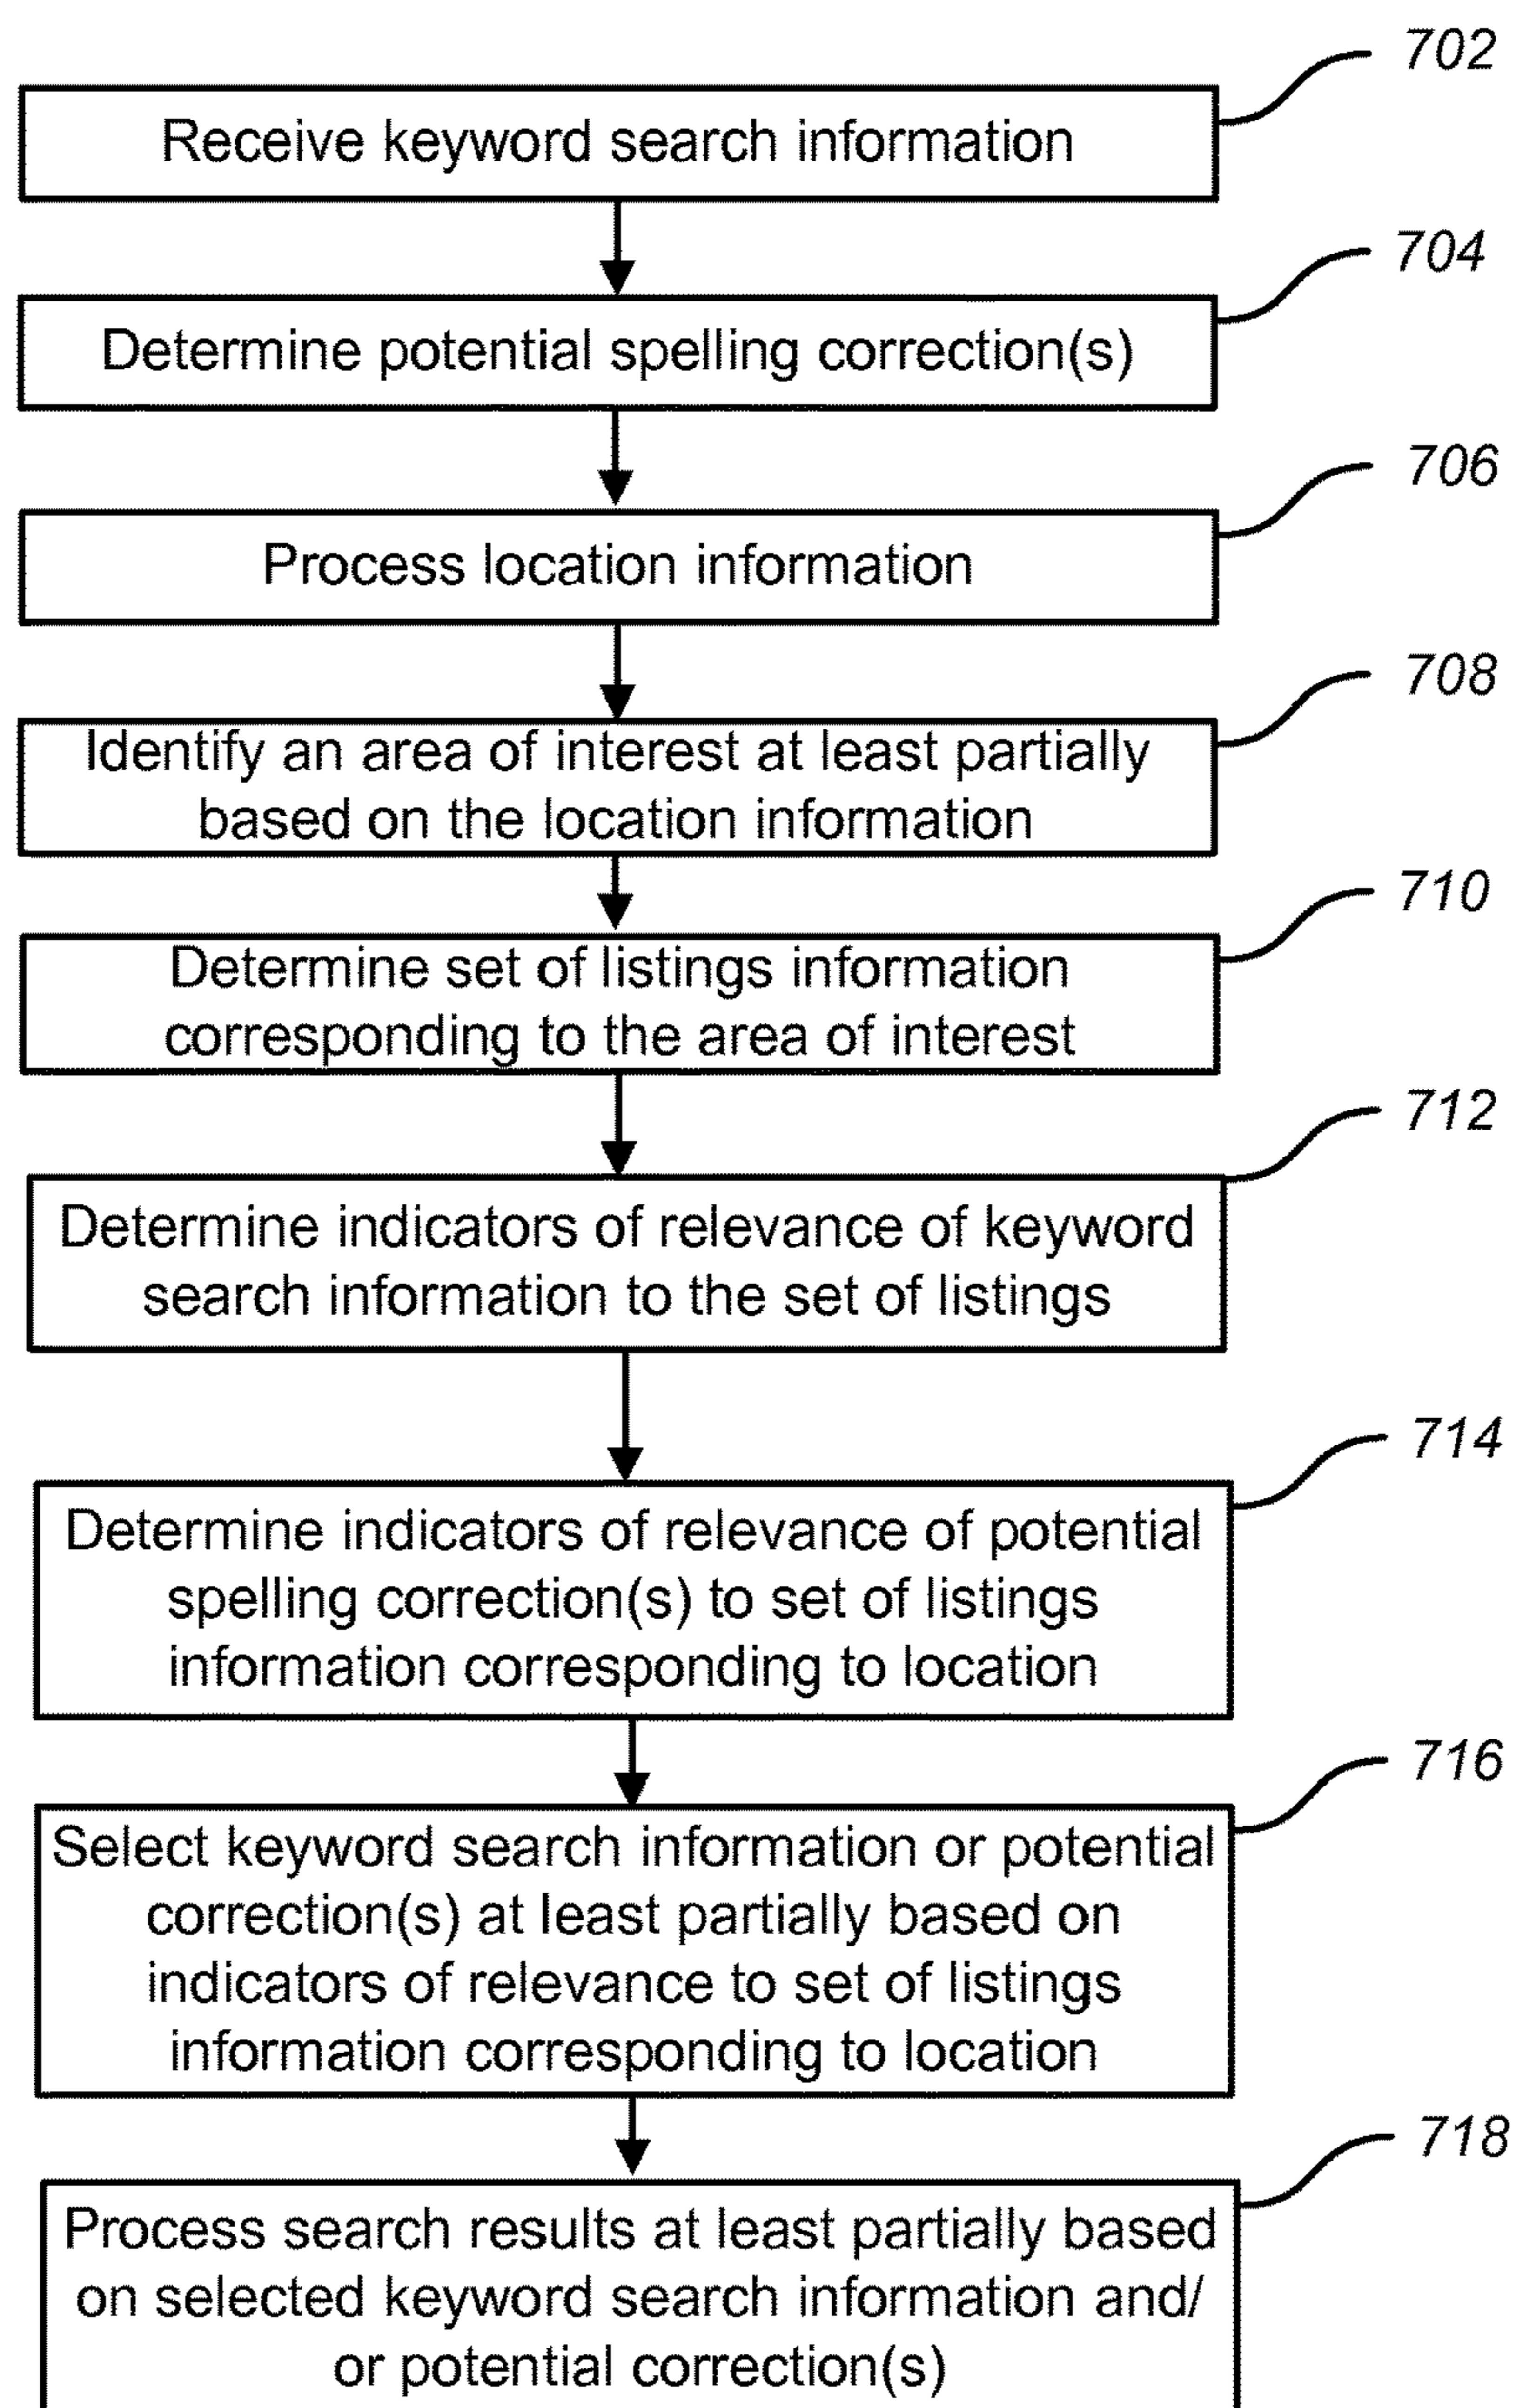 702
Receive keyword search information
704
Determine potential spelling correction(s)
706
Process location information
708
Identify an area of interest at least partially
based on the location information
710
Determine set of listings information
corresponding to the area of interest
712
Determine indicators of relevance of keyword
search information to the set of listings
714
Determine indicators of relevance of potential
spelling correction(s) to set of listings
information corresponding to location
716
Select keyword search information or potential
correction(s) at least partially based on
indicators of relevance to set of listings
information corresponding to location
718
Process search results at least partially based
on selected keyword search information and/
or potential correction(s)